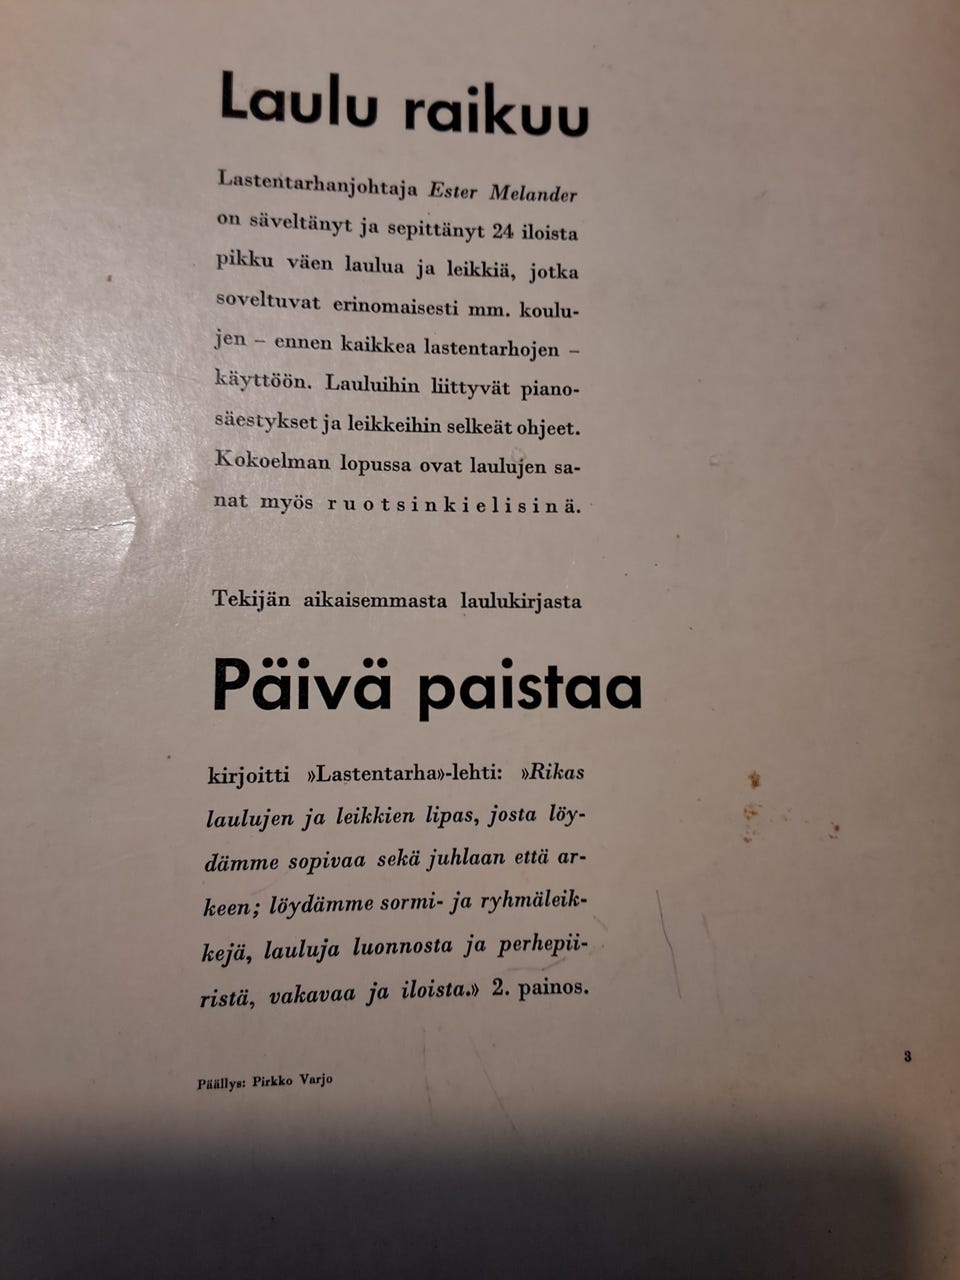 Laulu raikuu
Lastentarhanjohtaja Ester Melander
on säveltänyt ja sepittänyt 24 iloista
pikku väen laulua ja leikkiä, jotka
soveltuvat erinomaisesti mm. koulu-
jen – ennen kaikkea lastentarhojen –
käyttöön. Lauluihin liittyvät piano-
säestykset ja leikkeihin selkeät ohjeet.
Kokoelman lopussa ovat laulujen sa-
nat myös ruotsinkielisinä.
Tekijän aikaisemmasta laulukirjasta
Päivä paistaa
kirjoitti »Lastentarha»-lehti: »Rikas
laulujen ja leikkien lipas, josta löy-
dämme sopivaa sekä juhlaan että ar-
keen; löydämme sormi- ja ryhmäleik-
kejä, lauluja luonnosta ja perhepii-
ristä, vakavaa ja iloista.» 2. painos.
3
Päällys: Pirkko Varjo